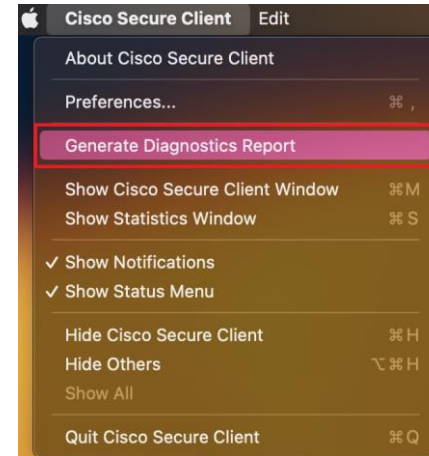 Cisco Secure Client Edit
About Cisco Secure Client
Preferences... ⌘ ,
Generate Diagnostics Report
Show Cisco Secure Client Window ⌘ M
Show Statistics Window ⌘ S
✓ Show Notifications
✓ Show Status Menu
Hide Cisco Secure Client ⌘ H
Hide Others ⌥ ⌘ H
Show All
Quit Cisco Secure Client ⌘ Q